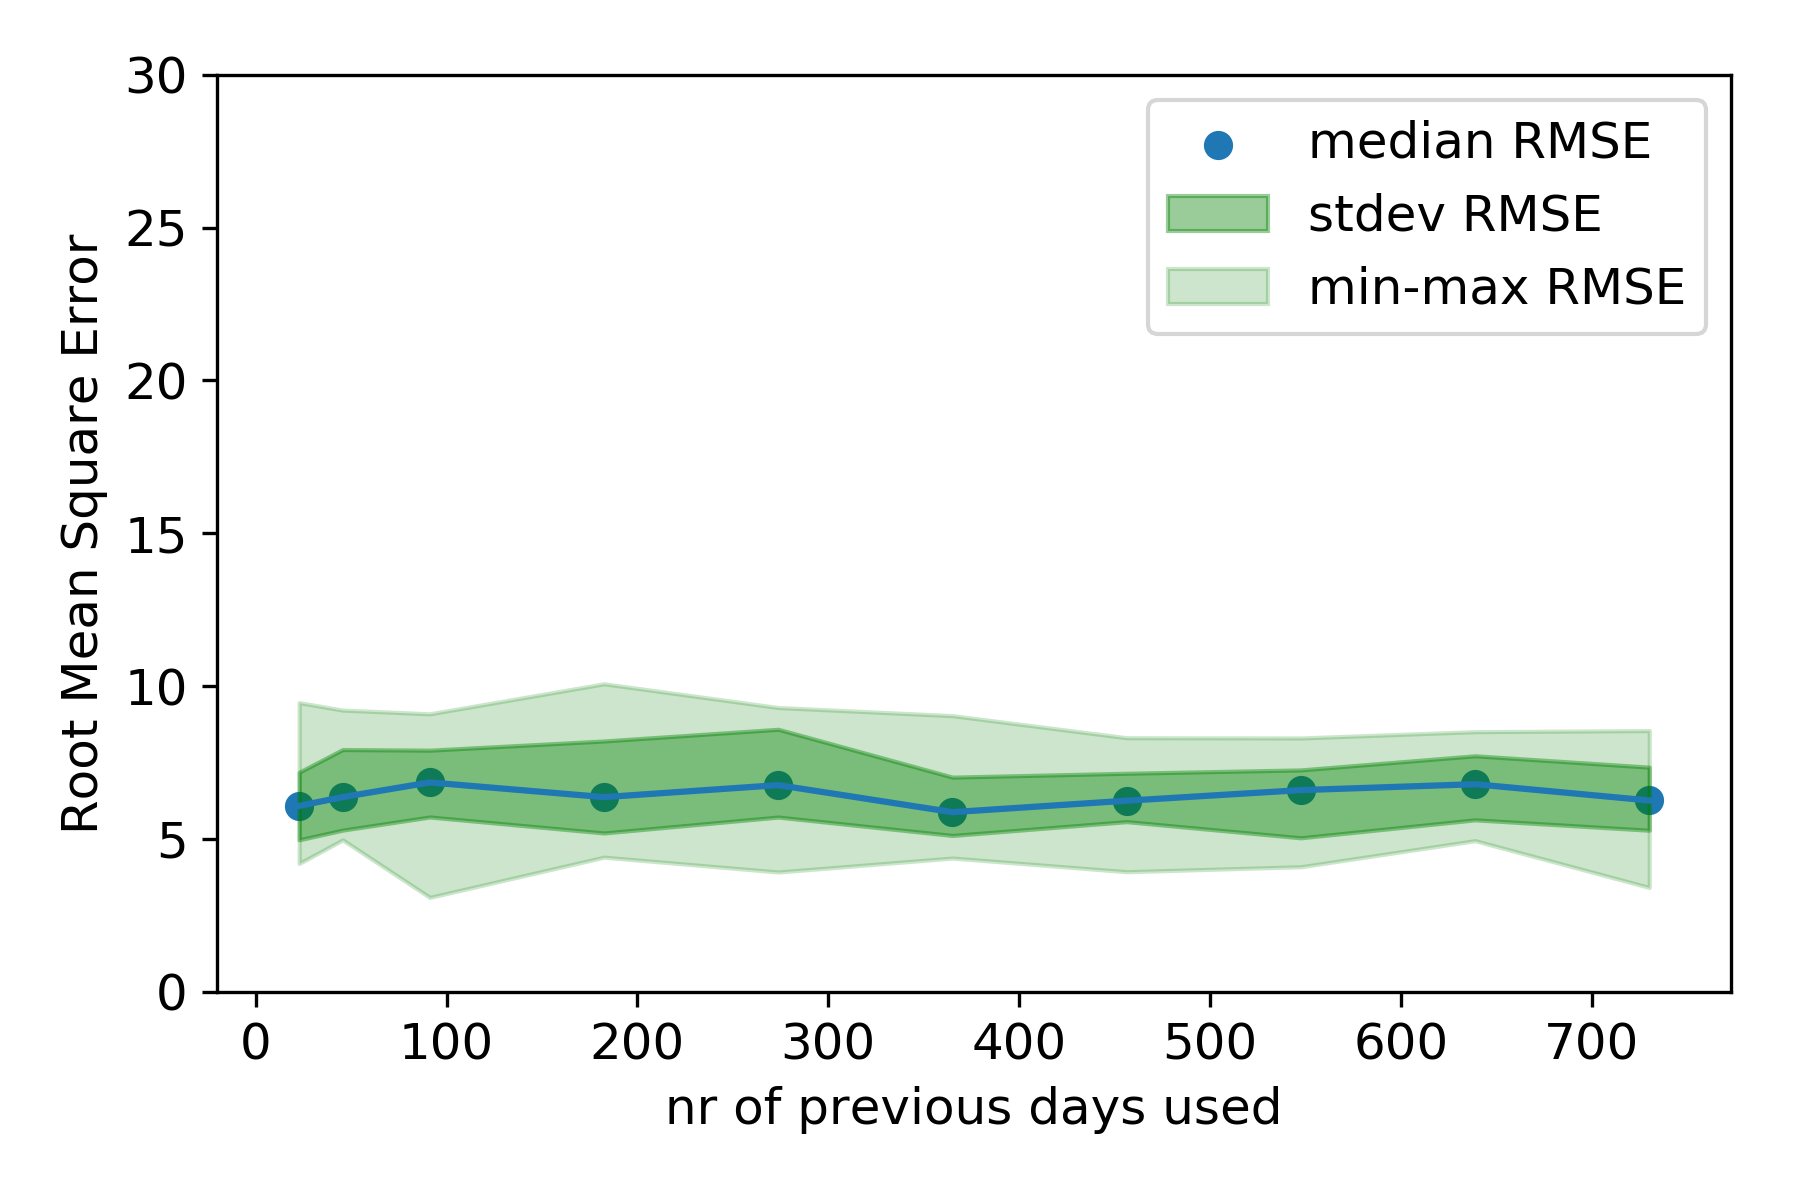 30
25
20
15
10
5
0
Root Mean Square Error
median RMSE
stdev RMSE
min-max RMSE
0 100 200 300 400 500 600 700
nr of previous days used